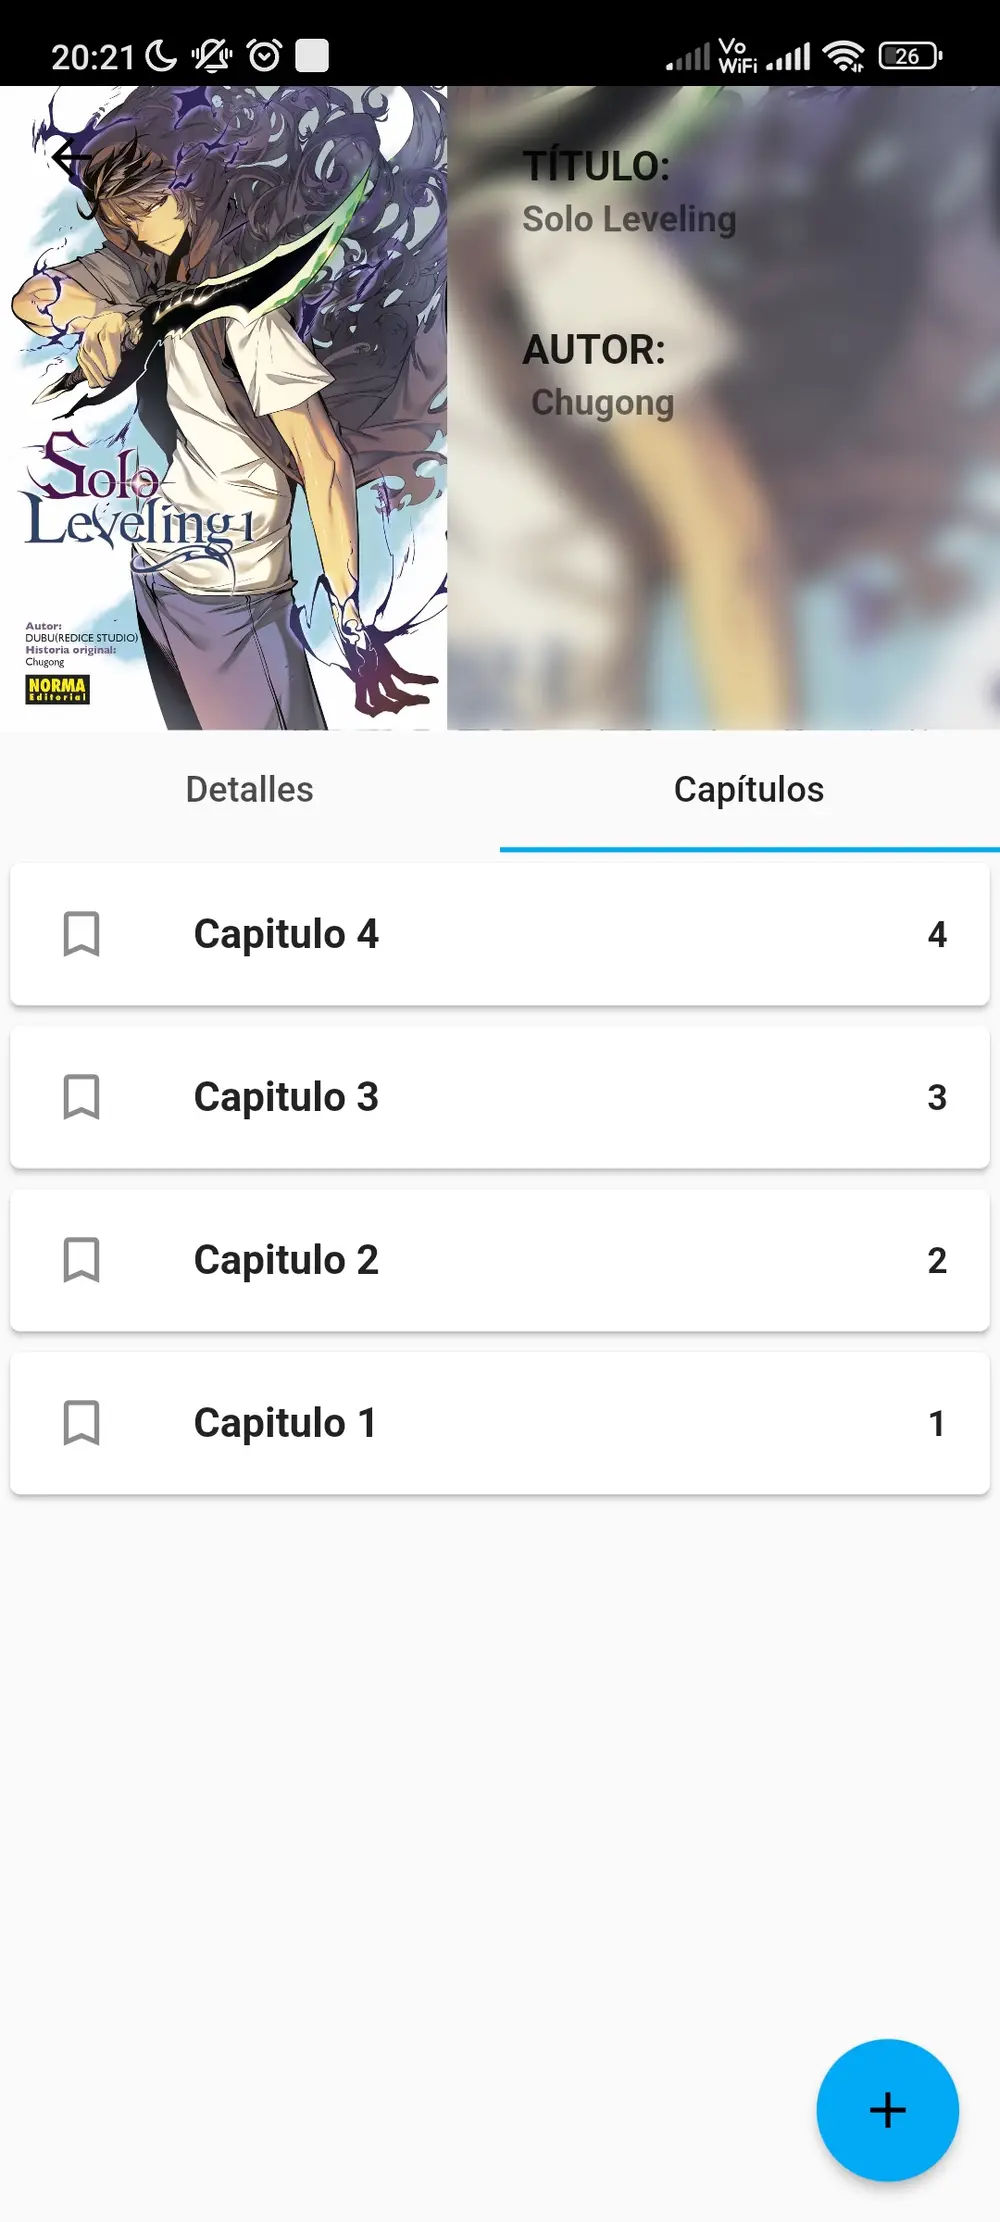 20:21
Vo
WiFi
26
TÍTULO:
Solo Leveling
AUTOR:
Chugong
Solo
Leveling 1
Autor:
DUBU(REDICE STUDIO)
Historia original:
Chugong
NORMA
Editorial
Detalles
Capítulos
Capitulo 4
4
Capitulo 3
3
Capitulo 2
2
Capitulo 1
1